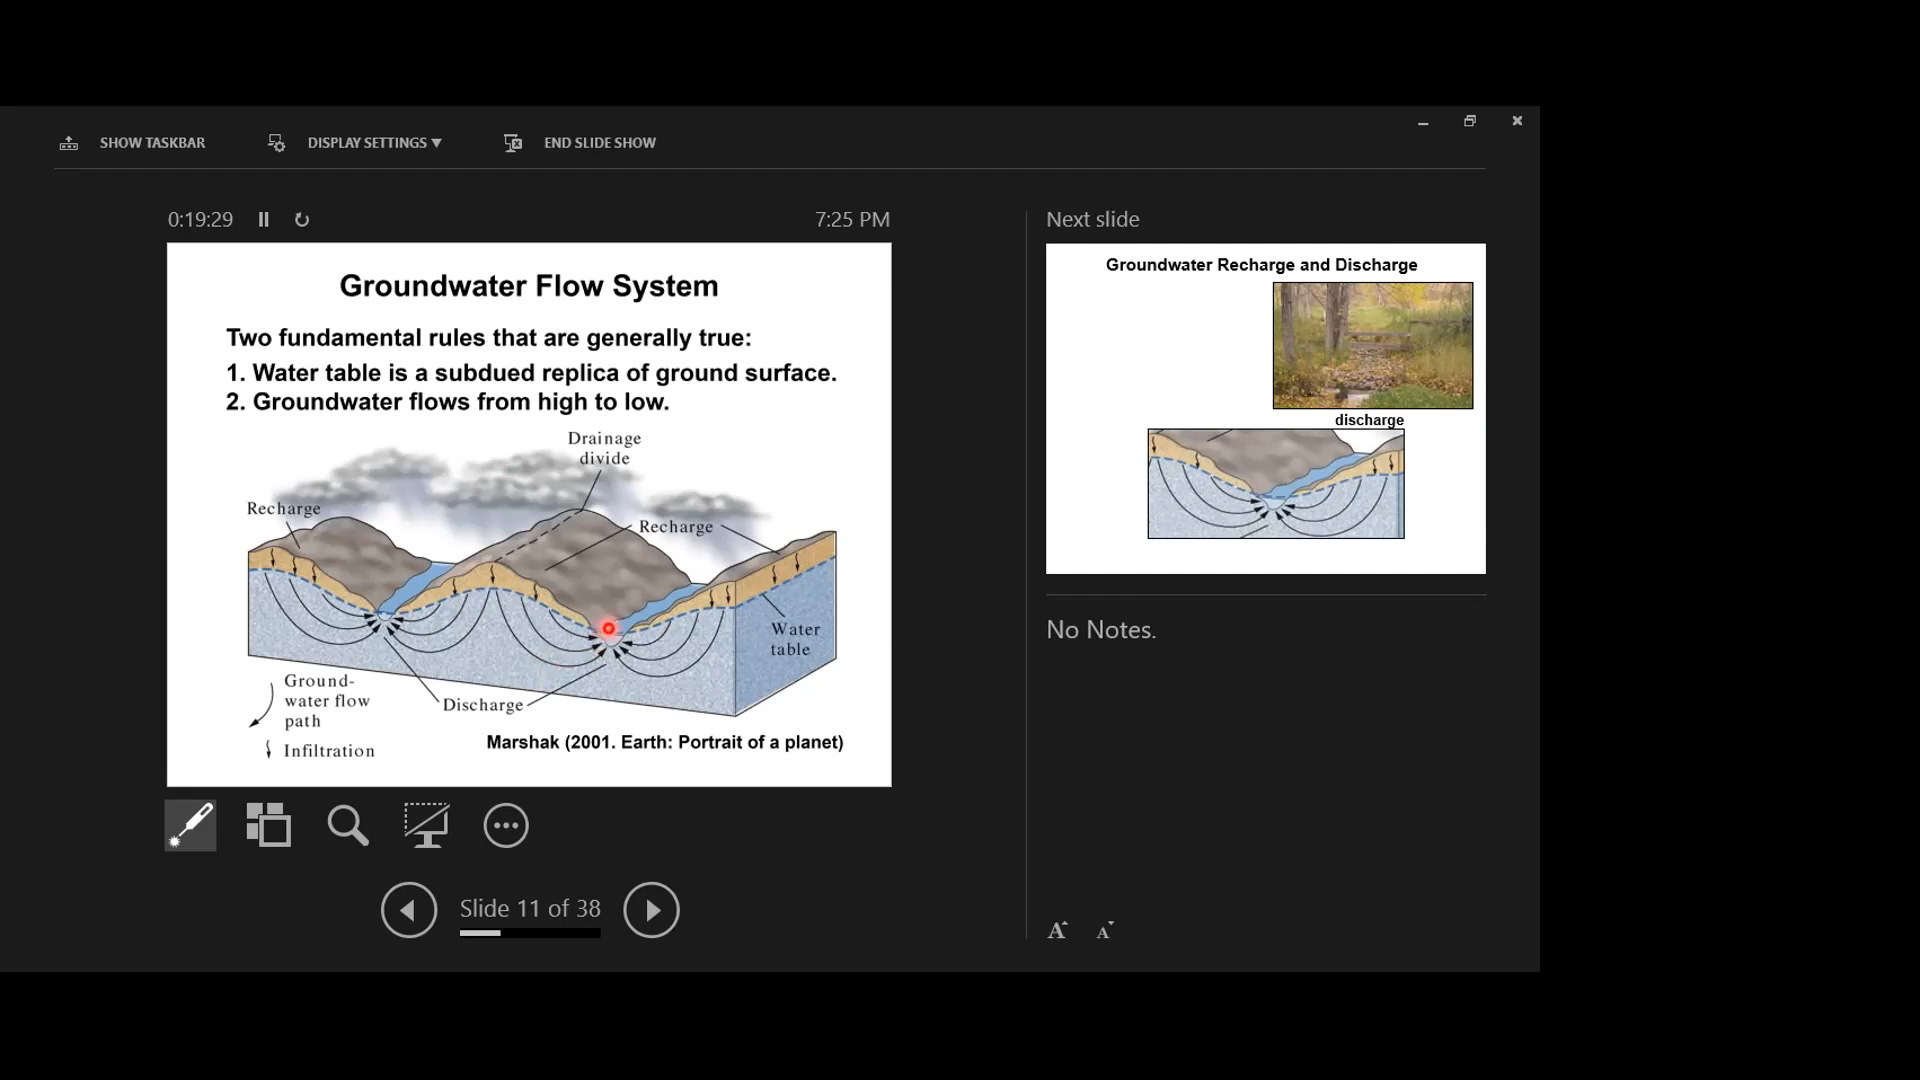 SHOW TASKBAR
DISPLAY SETTINGS ▼
END SLIDE SHOW
0:19:29
7:25 PM
Groundwater Flow System
Two fundamental rules that are generally true:
1. Water table is a subdued replica of ground surface.
2. Groundwater flows from high to low.
Drainage
divide
Recharge
Recharge
Water
table
Ground-
water flow
path
Discharge
Infiltration
Marshak (2001. Earth: Portrait of a planet)
Slide 11 of 38
Next slide
Groundwater Recharge and Discharge
discharge
No Notes.
A
A